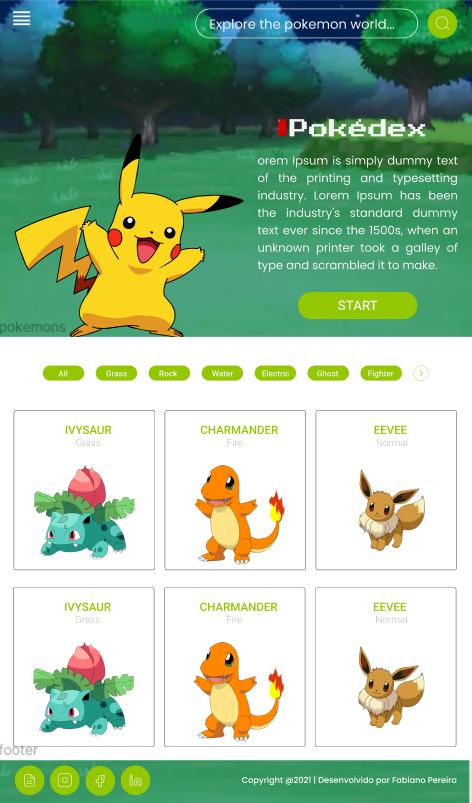 Explore the pokemon world...
Pokédex
orem Ipsum is simply dummy text
of the printing and typesetting
industry. Lorem Ipsum has been
the industry's standard dummy
text ever since the 1500s, when an
unknown printer took a galley of
type and scrambled it to make.
START
pokemons
All Grass Rock Water Electric Ghost Fighter
IVYSAUR CHARMANDER EEVEE
Grass Fire Normal
IVYSAUR CHARMANDER EEVEE
Grass Fire Normal
footer
in
Copyright @2021 | Desenvolvido por Fabiano Pereira